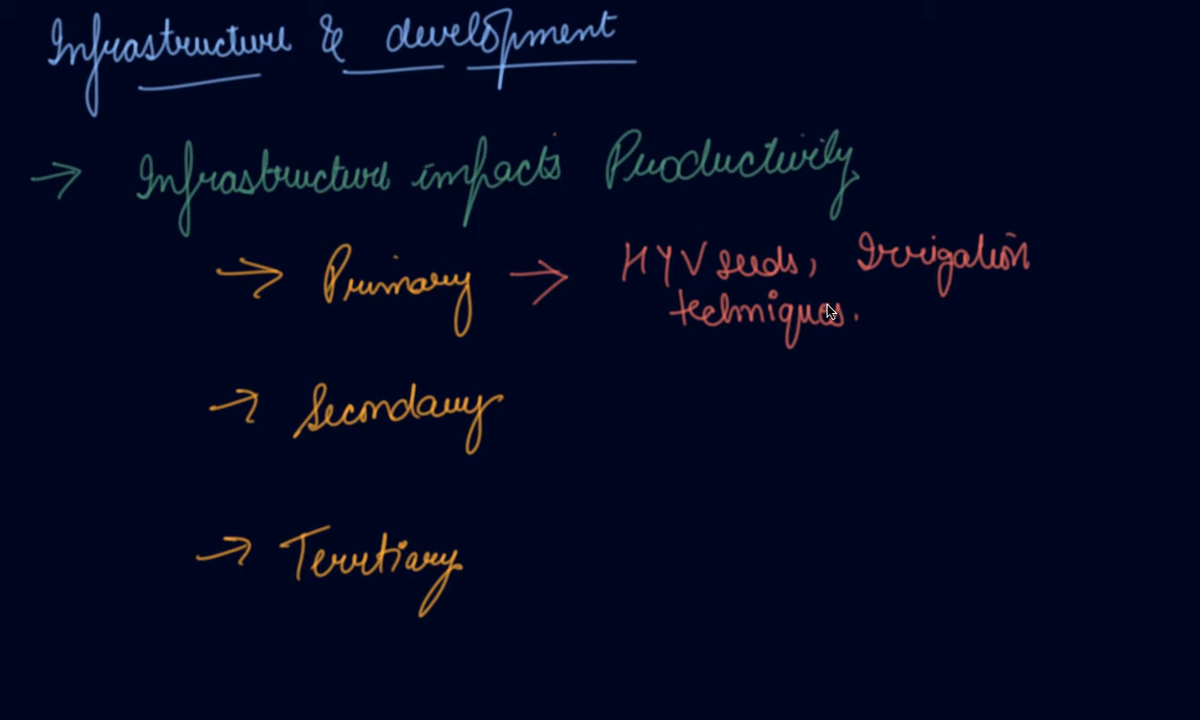 Infrastructure & development
→ Infrastructure impacts Productivity
→ Primary → HYV seeds, Irrigation
techniques.
→ Secondary
→ Tertiary